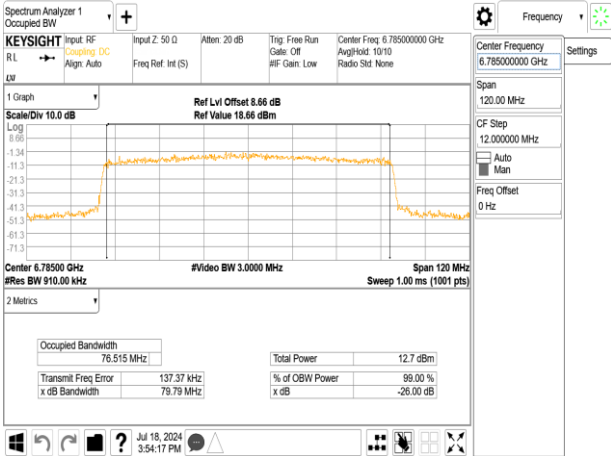 Spectrum Analyzer 1
Occupied BW
Frequency
KEYSIGHT
RL
Input: RF
Coupling: DC
Align: Auto
Input Z: 50 Ω
Freq Ref: Int (S)
Atten: 20 dB
Trig: Free Run
Gate: Off
#IF Gain: Low
Center Freq: 6.785000000 GHz
Avg|Hold: 10/10
Radio Std: None
Center Frequency
6.785000000 GHz
Settings
Span
120.00 MHz
CF Step
12.000000 MHz
Auto
Man
Freq Offset
0 Hz
1 Graph
Scale/Div 10.0 dB
Ref Lvl Offset 8.66 dB
Ref Value 18.66 dBm
Log
8.66
-1.34
-11.3
-21.3
-31.3
-41.3
-51.3
-61.3
-71.3
Center 6.78500 GHz
#Res BW 910.00 kHz
#Video BW 3.0000 MHz
Span 120 MHz
Sweep 1.00 ms (1001 pts)
2 Metrics
Occupied Bandwidth
76.515 MHz
Total Power 12.7 dBm
Transmit Freq Error 137.37 kHz
% of OBW Power 99.00 %
x dB Bandwidth 79.79 MHz
x dB -26.00 dB
Jul 18, 2024
3:54:17 PM